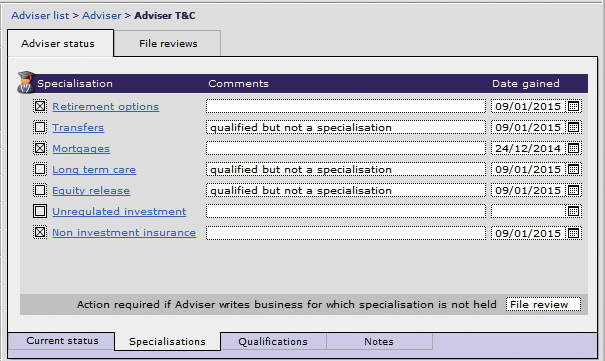 Adviser list > Adviser > Adviser T&C
Adviser status File reviews
Specialisation Comments Date gained
Retirement options 09/01/2015
Transfers qualified but not a specialisation 09/01/2015
Mortgages 24/12/2014
Long term care qualified but not a specialisation 09/01/2015
Equity release qualified but not a specialisation 09/01/2015
Unregulated investment
Non investment insurance 09/01/2015
Action required if Adviser writes business for which specialisation is not held File review
Current status Specialisations Qualifications Notes